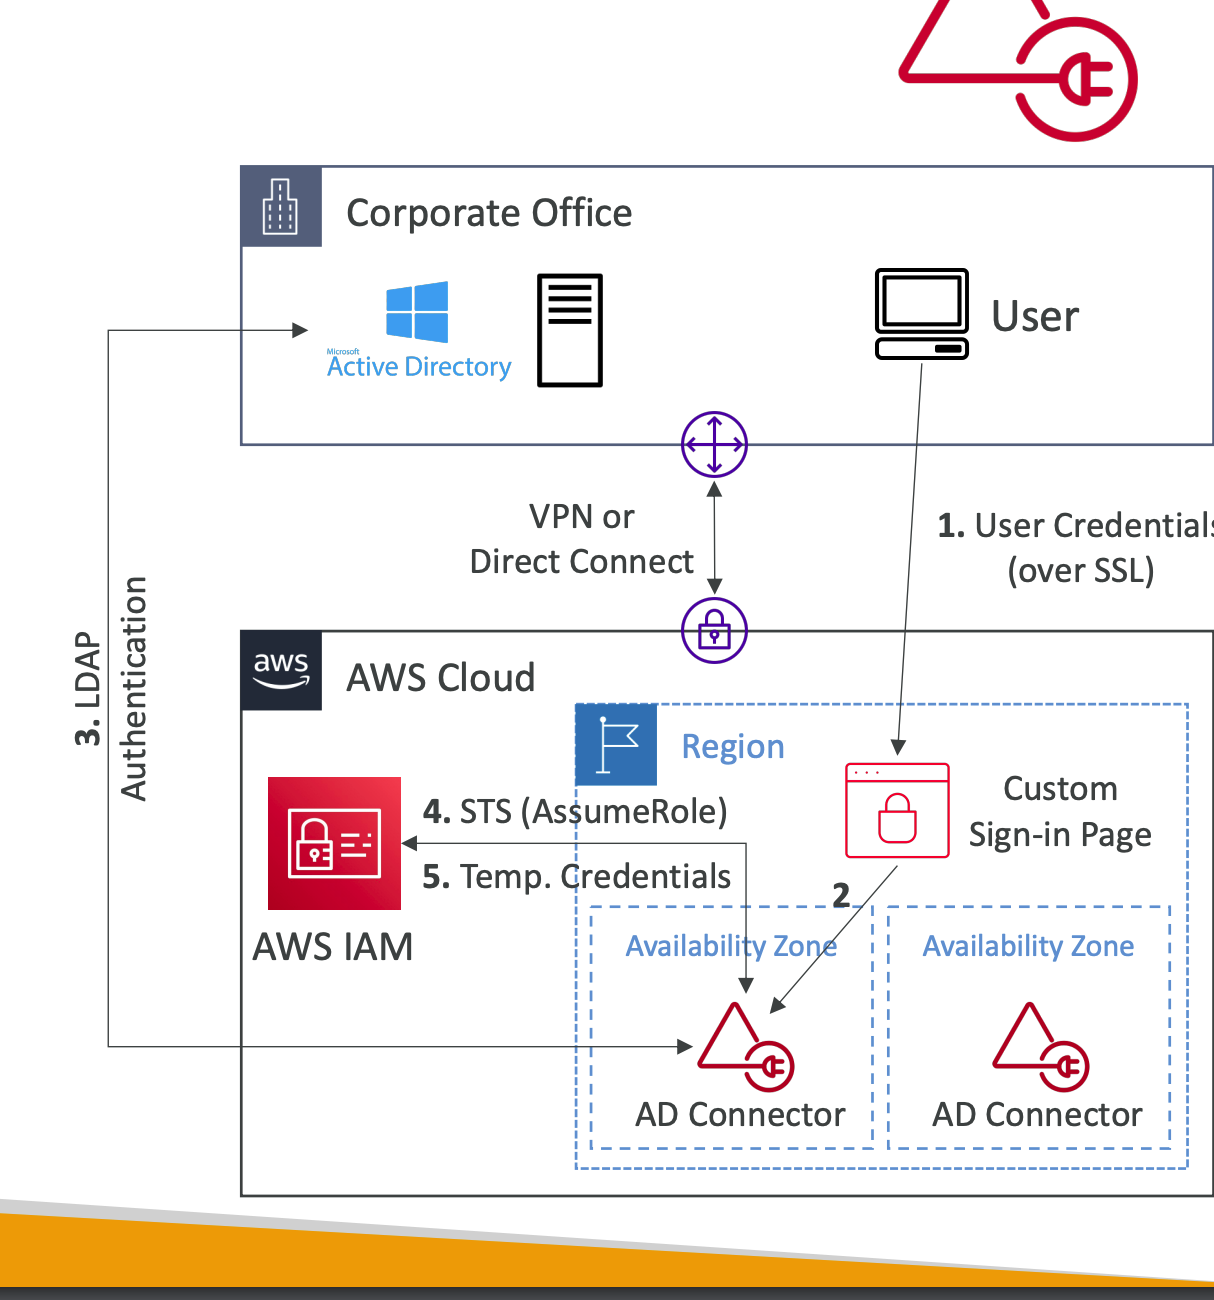 Corporate Office
Microsoft
Active Directory
User
VPN or
Direct Connect
1. User Credentials
(over SSL)
3. LDAP
Authentication
aws
AWS Cloud
Region
Custom
Sign-in Page
4. STS (AssumeRole)
5. Temp. Credentials
2
AWS IAM
Availability Zone
Availability Zone
AD Connector
AD Connector